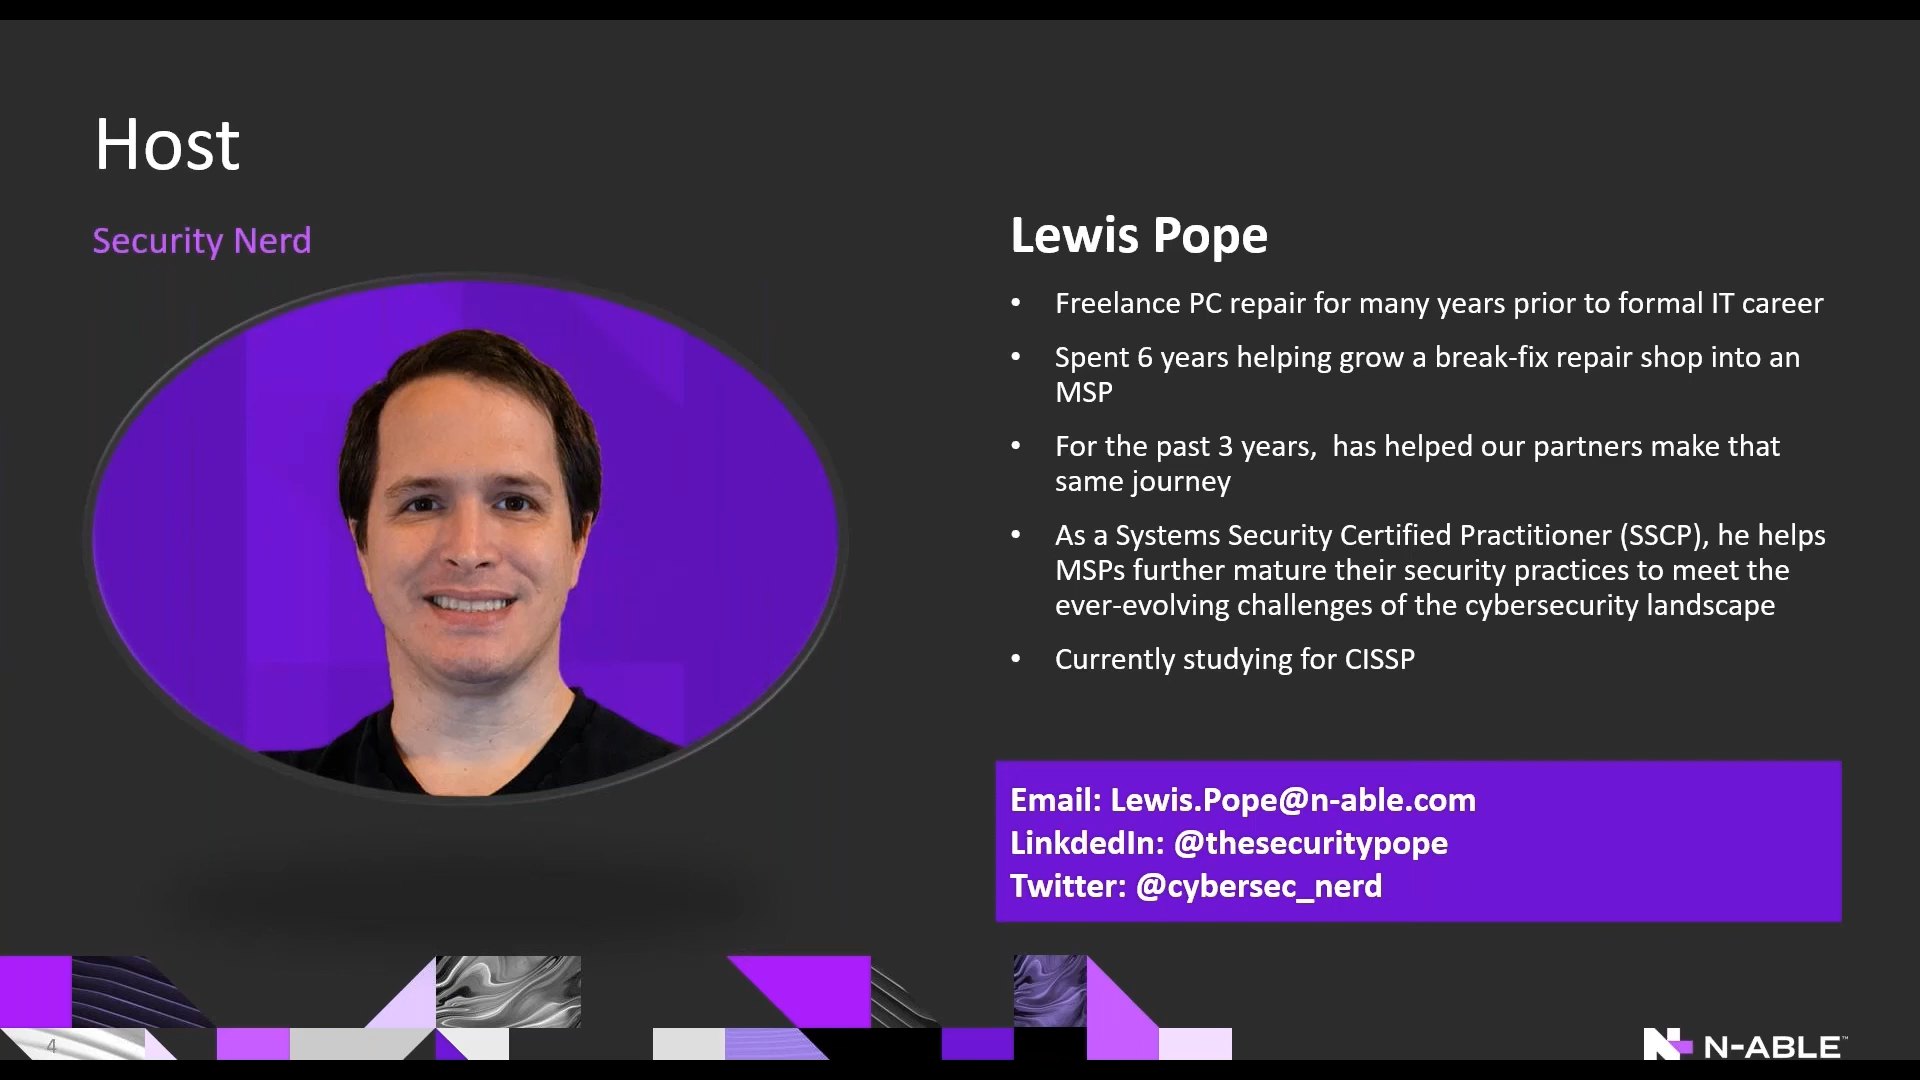 Host
Security Nerd
Lewis Pope
• Freelance PC repair for many years prior to formal IT career
• Spent 6 years helping grow a break-fix repair shop into an
MSP
• For the past 3 years,  has helped our partners make that
same journey
• As a Systems Security Certified Practitioner (SSCP), he helps
MSPs further mature their security practices to meet the
ever-evolving challenges of the cybersecurity landscape
• Currently studying for CISSP
Email: Lewis.Pope@n-able.com
LinkdedIn: @thesecuritypope
Twitter: @cybersec_nerd
4
N-ABLE™